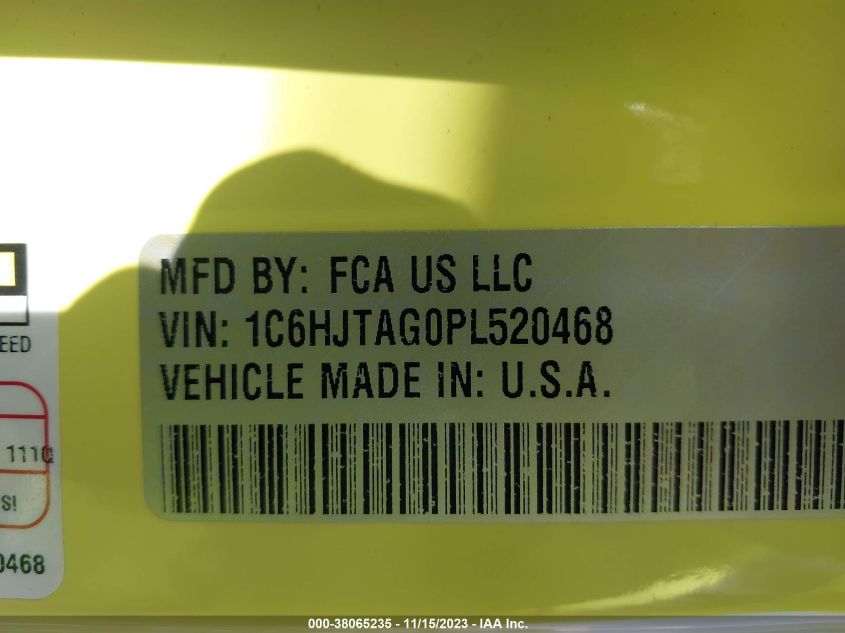 MFD BY: FCA US LLC
VIN: 1C6HJTAG0PL520468
VEHICLE MADE IN: U.S.A.
EED
111Q
S!
0468
000-38065235 - 11/15/2023 - IAA Inc.